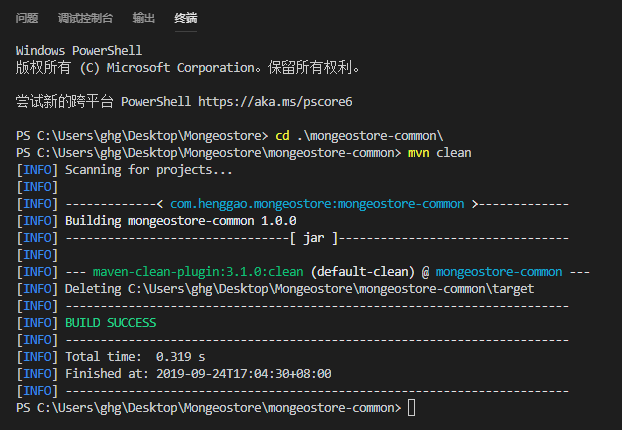 问题 调试控制台 输出 终端
Windows PowerShell
版权所有 (C) Microsoft Corporation。保留所有权利。
尝试新的跨平台 PowerShell https://aka.ms/pscore6
PS C:\Users\ghg\Desktop\Mongeostore> cd .\mongeostore-common\
PS C:\Users\ghg\Desktop\Mongeostore\mongeostore-common> mvn clean
[INFO] Scanning for projects...
[INFO]
[INFO] -------------< com.henggao.mongeostore:mongeostore-common >-------------
[INFO] Building mongeostore-common 1.0.0
[INFO] --------------------------------[ jar ]---------------------------------
[INFO]
[INFO] --- maven-clean-plugin:3.1.0:clean (default-clean) @ mongeostore-common ---
[INFO] Deleting C:\Users\ghg\Desktop\Mongeostore\mongeostore-common\target
[INFO] ------------------------------------------------------------------------
[INFO] BUILD SUCCESS
[INFO] ------------------------------------------------------------------------
[INFO] Total time:  0.319 s
[INFO] Finished at: 2019-09-24T17:04:30+08:00
[INFO] ------------------------------------------------------------------------
PS C:\Users\ghg\Desktop\Mongeostore\mongeostore-common>